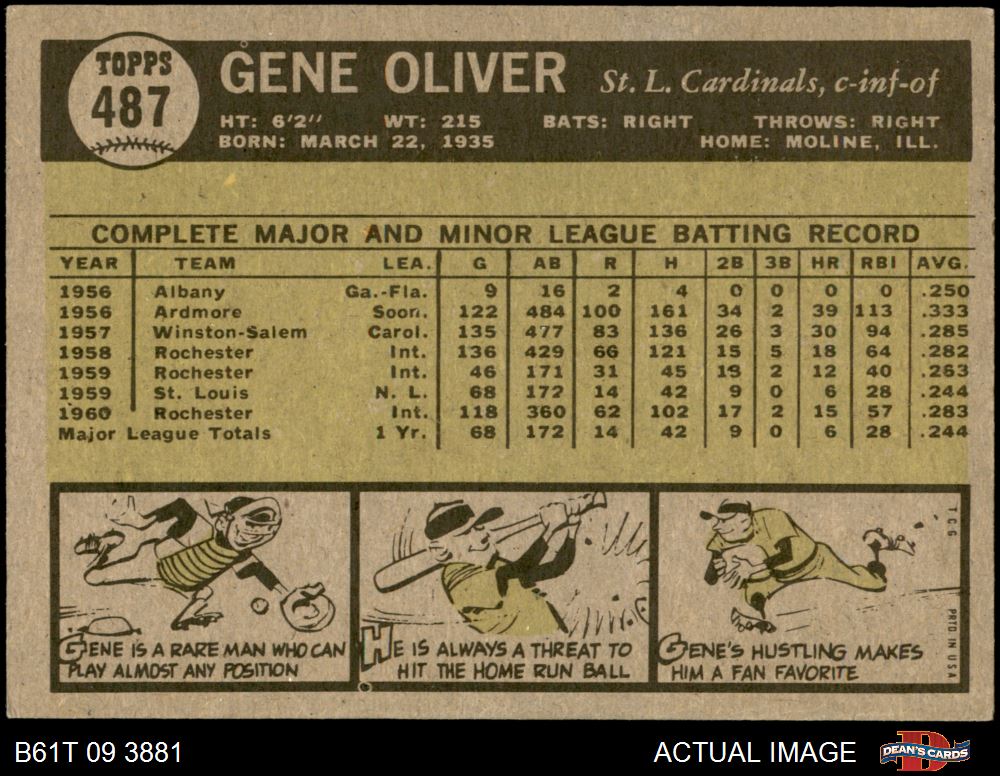 TOPPS
487
GENE OLIVER St. L. Cardinals, c-inf-of
HT: 6'2" WT: 215 BATS: RIGHT THROWS: RIGHT
BORN: MARCH 22, 1935 HOME: MOLINE, ILL.
COMPLETE MAJOR AND MINOR LEAGUE BATTING RECORD
YEAR TEAM LEA. G AB R H 2B 3B HR RBI AVG.
1956 Albany Ga.-Fla. 9 16 2 4 0 0 0 0 .250
1956 Ardmore Soon. 122 484 100 161 34 2 39 113 .333
1957 Winston-Salem Carol. 135 477 83 136 26 3 30 94 .285
1958 Rochester Int. 136 429 66 121 15 5 18 64 .282
1959 Rochester Int. 46 171 31 45 13 2 12 40 .263
1959 St. Louis N. L. 68 172 14 42 9 0 6 28 .244
1960 Rochester Int. 118 360 62 102 17 2 15 57 .283
Major League Totals 1 Yr. 68 172 14 42 9 0 6 28 .244
GENE IS A RARE MAN WHO CAN
PLAY ALMOST ANY POSITION
HE IS ALWAYS A THREAT TO
HIT THE HOME RUN BALL
GENE'S HUSTLING MAKES
HIM A FAN FAVORITE
T.C.G.
PRTD IN USA
B61T 09 3881 ACTUAL IMAGE DEAN'S CARDS